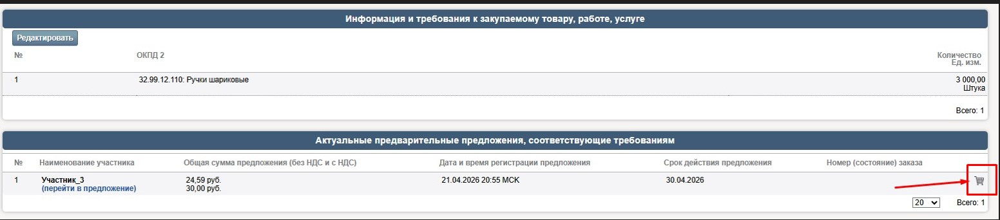 Информация и требования к закупаемому товару, работе, услуге
Редактировать
№ ОКПД 2 Количество
Ед. изм.
1 32.99.12.110: Ручки шариковые 3 000,00
Штука
Всего: 1
Актуальные предварительные предложения, соответствующие требованиям
№ Наименование участника Общая сумма предложения (без НДС и с НДС) Дата и время регистрации предложения Срок действия предложения Номер (состояние) заказа
1 Участник_3 24,59 руб. 21.04.2026 20:55 МСК 30.04.2026
(перейти в предложение) 30,00 руб.
20 Всего: 1